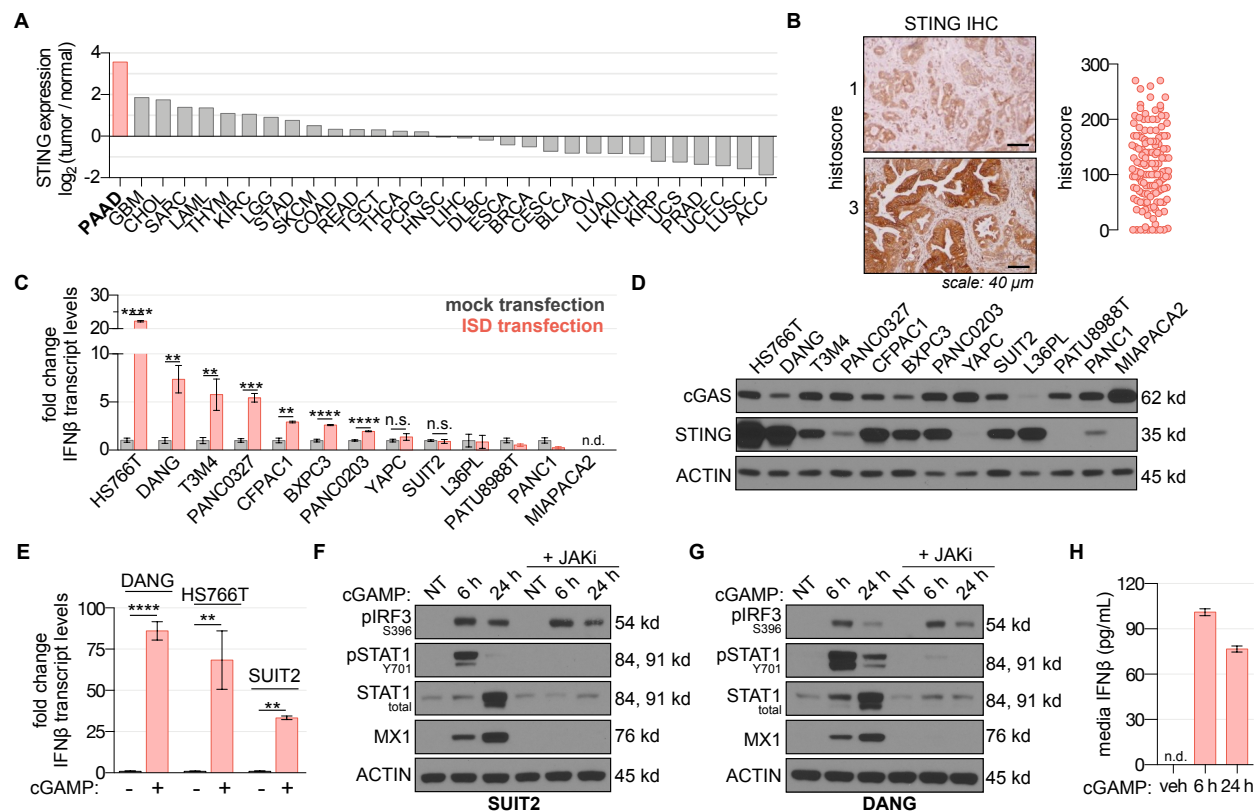 A
STING expression
log2 (tumor / normal)
4
2
0
-2
PAAD
GBM
CHOL
SARC
LAML
THYM
KIRC
LGG
STAD
SKCM
COAD
READ
TGCT
THCA
PCPG
HNSC
LIHC
DLBC
ESCA
BRCA
CESC
BLCA
OV
LUAD
KICH
KIRP
UCS
PRAD
UCEC
LUSC
ACC
B
STING IHC
histoscore
1
3
scale: 40 µm
histoscore
300
200
100
0
C
fold change
IFNβ transcript levels
30
20
10
5
0
mock transfection
ISD transfection
****
**
**
***
**
****
****
n.s.
n.s.
n.d.
HS766T
DANG
T3M4
PANC0327
CFPAC1
BXPC3
PANC0203
YAPC
SUIT2
L36PL
PATU8988T
PANC1
MIAPACA2
D
HS766T
DANG
T3M4
PANC0327
CFPAC1
BXPC3
PANC0203
YAPC
SUIT2
L36PL
PATU8988T
PANC1
MIAPACA2
cGAS 62 kd
STING 35 kd
ACTIN 45 kd
E
fold change
IFNβ transcript levels
100
75
50
25
0
DANG
****
HS766T
**
SUIT2
**
cGAMP: - + - + - +
F
+ JAKi
cGAMP: NT 6 h 24 h NT 6 h 24 h
pIRF3 S396 54 kd
pSTAT1 Y701 84, 91 kd
STAT1 total 84, 91 kd
MX1 76 kd
ACTIN 45 kd
SUIT2
G
+ JAKi
cGAMP: NT 6 h 24 h NT 6 h 24 h
pIRF3 S396 54 kd
pSTAT1 Y701 84, 91 kd
STAT1 total 84, 91 kd
MX1 76 kd
ACTIN 45 kd
DANG
H
media IFNβ (pg/mL)
120
90
60
30
0
n.d.
cGAMP: veh 6 h 24 h